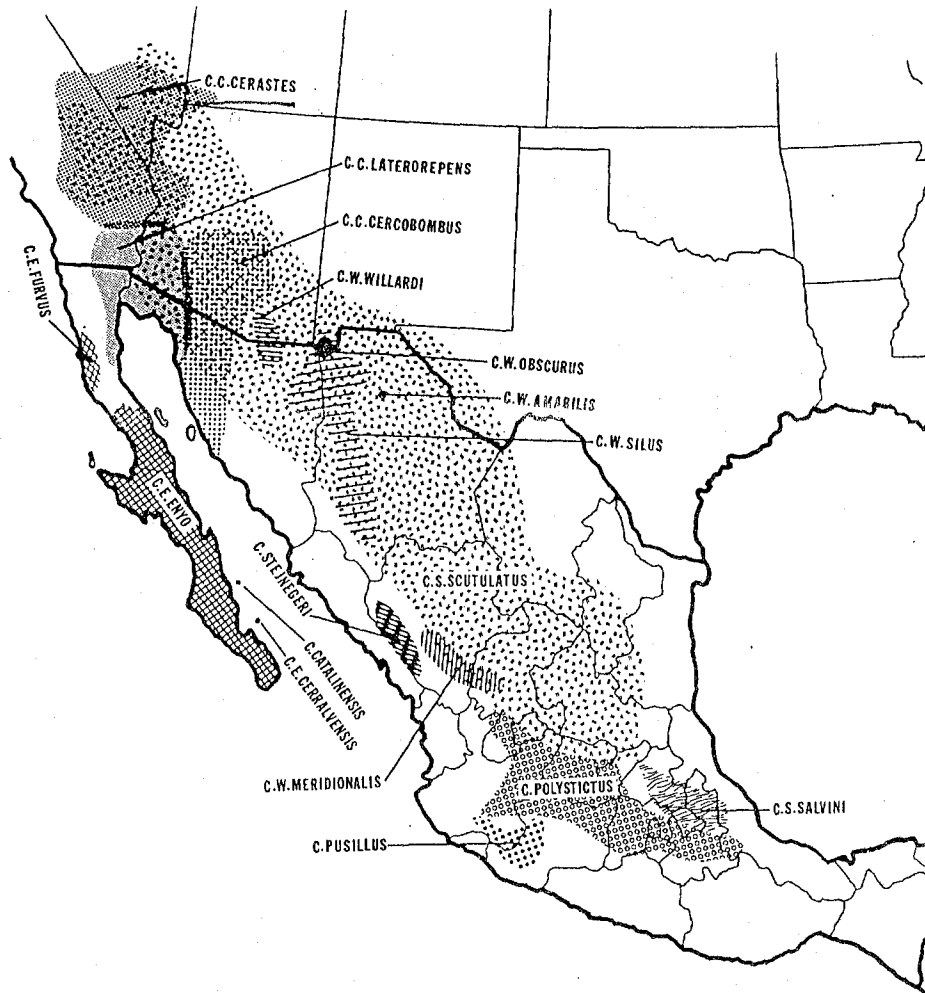 C.C.CERASTES
C.C.LATEROREPENS
C.C.CERCOBOMBUS
C.W.WILLARDI
C.E.FURVUS
C.W.OBSCURUS
C.W.AMABILIS
C.W.SILUS
C.E.ENYO
C.S.SCUTULATUS
C.STEJNEGERI
C.CATALINENSIS
C.E.CERRALVENSIS
C.W.MERIDIONALIS
C.POLYSTICTUS
C.S.SALVINI
C.PUSILLUS